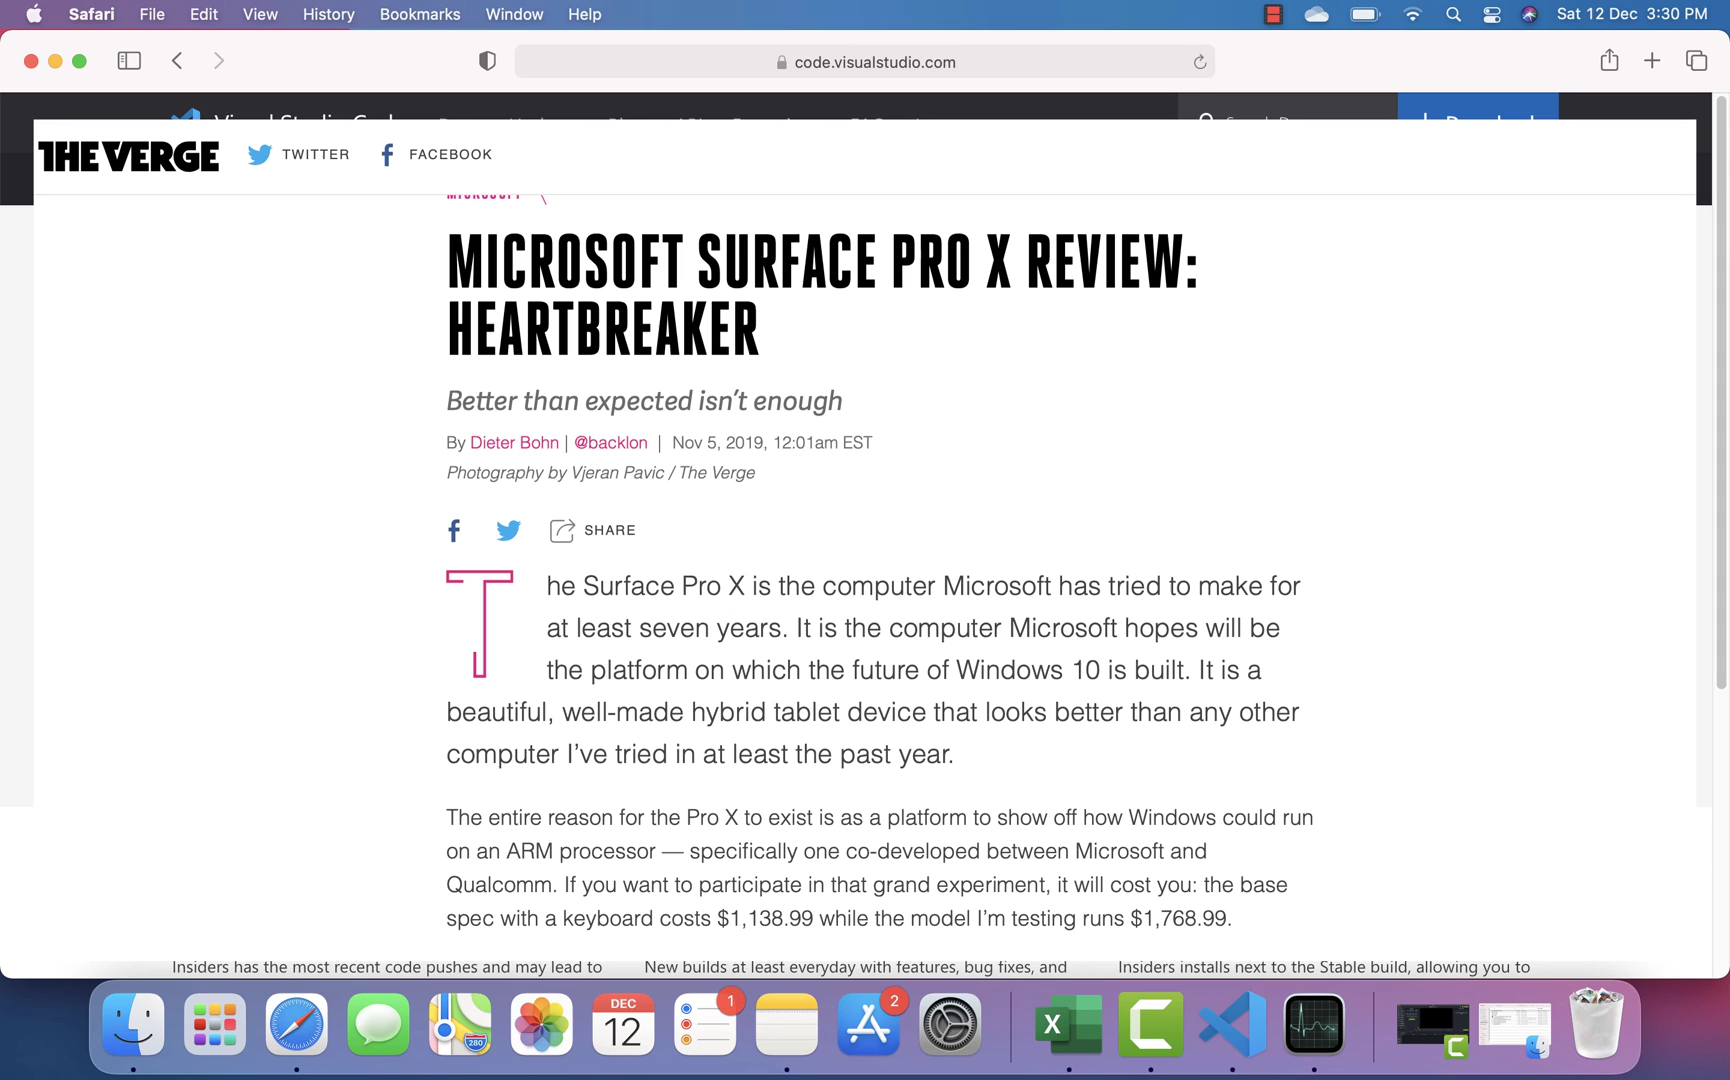 Safari File Edit View History Bookmarks Window Help Sat 12 Dec 3:30 PM
code.visualstudio.com
THE VERGE TWITTER FACEBOOK
MICROSOFT
MICROSOFT SURFACE PRO X REVIEW:
HEARTBREAKER
Better than expected isn't enough
By Dieter Bohn | @backlon | Nov 5, 2019, 12:01am EST
Photography by Vjeran Pavic / The Verge
SHARE
The Surface Pro X is the computer Microsoft has tried to make for
at least seven years. It is the computer Microsoft hopes will be
the platform on which the future of Windows 10 is built. It is a
beautiful, well-made hybrid tablet device that looks better than any other
computer I've tried in at least the past year.
The entire reason for the Pro X to exist is as a platform to show off how Windows could run
on an ARM processor — specifically one co-developed between Microsoft and
Qualcomm. If you want to participate in that grand experiment, it will cost you: the base
spec with a keyboard costs $1,138.99 while the model I'm testing runs $1,768.99.
Insiders has the most recent code pushes and may lead to
New builds at least everyday with features, bug fixes, and
Insiders installs next to the Stable build, allowing you to
280
DEC
12
1
2
X
C
C